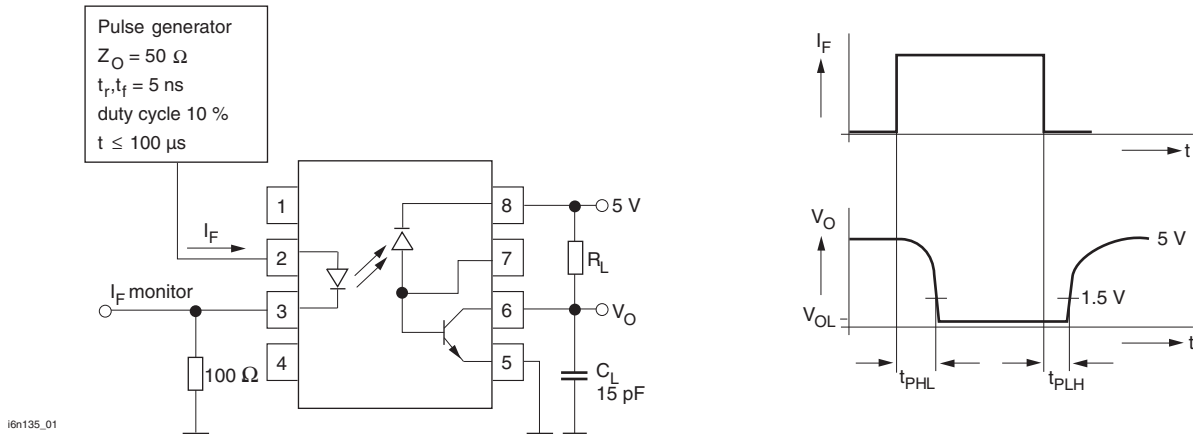 Pulse generator
Z_O = 50 Ω
t_r,t_f = 5 ns
duty cycle 10 %
t ≤ 100 µs
I_F
I_F monitor
100 Ω
1
2
3
4
8
7
6
5
5 V
R_L
V_O
C_L
15 pF
i6n135_01
I_F
t
V_O
5 V
1.5 V
V_OL
t
t_PHL
t_PLH